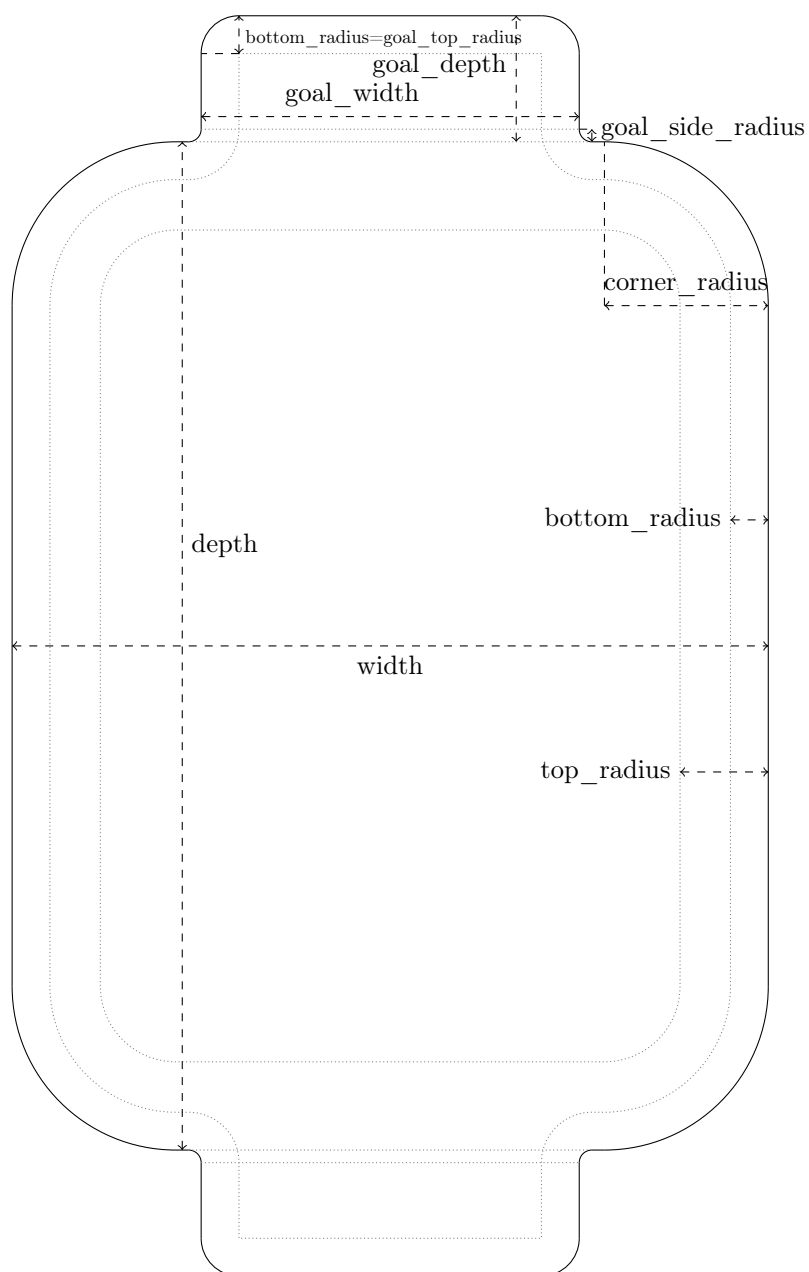 bottom_radius=goal_top_radius
goal_depth
goal_width
goal_side_radius
corner_radius
bottom_radius
depth
width
top_radius